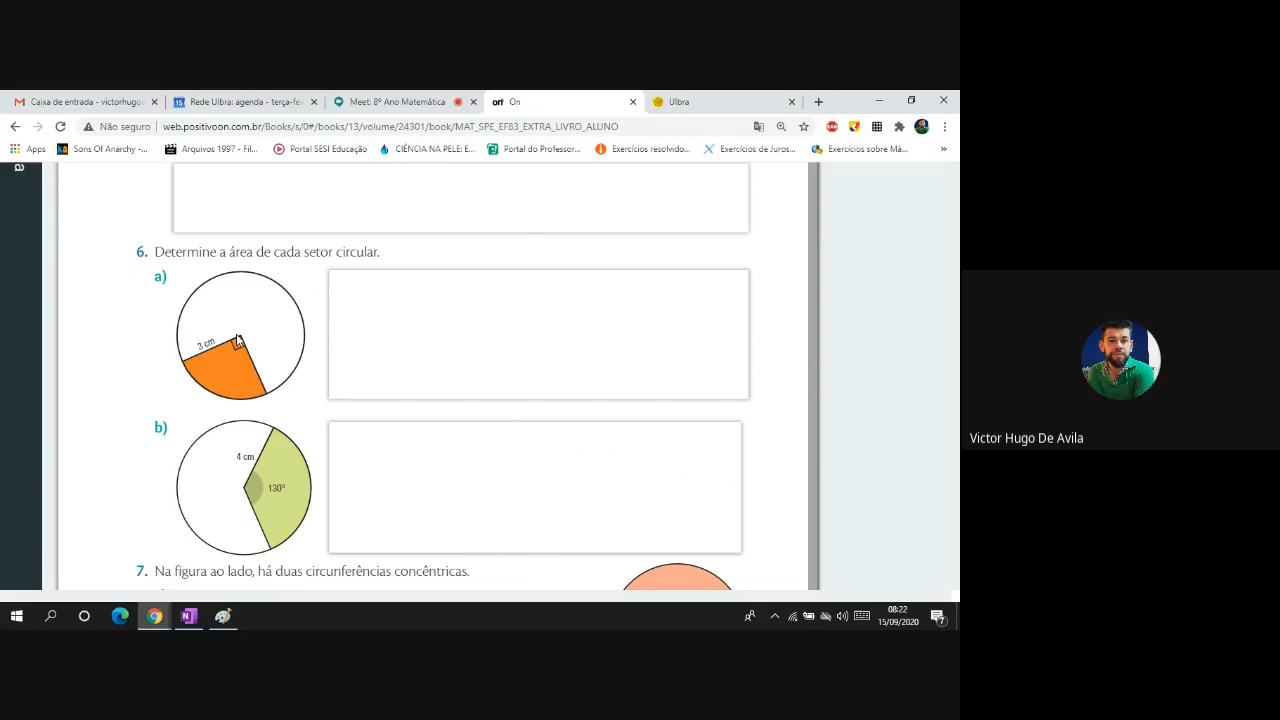 Caixa de entrada - victorhugo
Rede Ulbra: agenda - terça-fei
Meet: 8º Ano Matemática
On
Ulbra
Não seguro
web.positivoon.com.br/Books/s/0#/books/13/volume/24301/book/MAT_SPE_EF83_EXTRA_LIVRO_ALUNO
Apps
Sons Of Anarchy -...
Arquivos 1997 - Fil...
Portal SESI Educação
CIÊNCIA NA PELE: E...
Portal do Professor...
Exercícios resolvido...
Exercícios de Juros...
Exercícios sobre Má...
»
a
6. Determine a área de cada setor circular.
a)
3 cm
b)
4 cm
130º
7. Na figura ao lado, há duas circunferências concêntricas.
Victor Hugo De Avila
08:22
15/09/2020
7